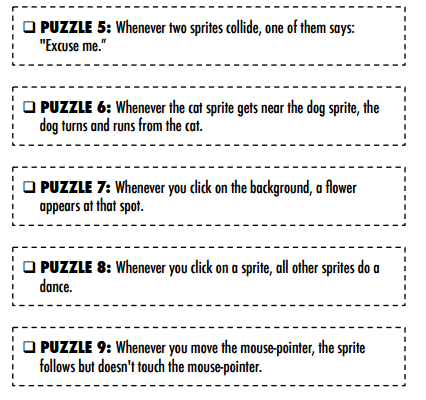 ❑ PUZZLE 5: Whenever two sprites collide, one of them says:
"Excuse me."
❑ PUZZLE 6: Whenever the cat sprite gets near the dog sprite, the
dog turns and runs from the cat.
❑ PUZZLE 7: Whenever you click on the background, a flower
appears at that spot.
❑ PUZZLE 8: Whenever you click on a sprite, all other sprites do a
dance.
❑ PUZZLE 9: Whenever you move the mouse-pointer, the sprite
follows but doesn't touch the mouse-pointer.